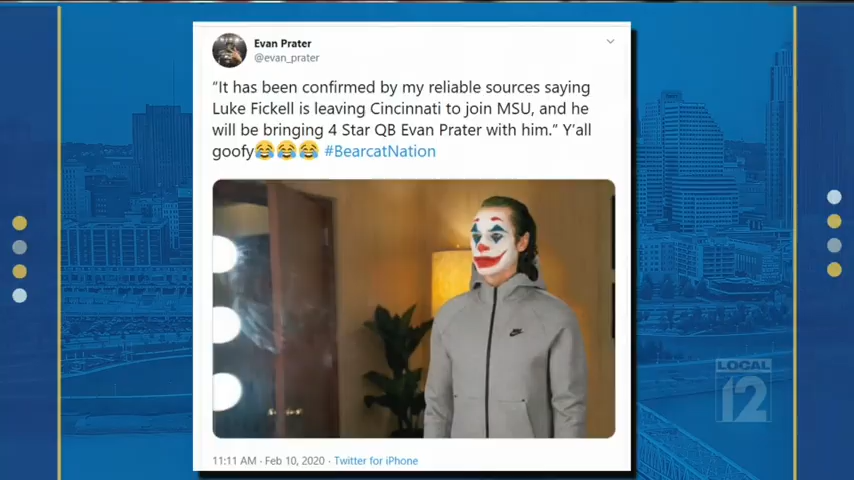 Evan Prater
@evan_prater
“It has been confirmed by my reliable sources saying
Luke Fickell is leaving Cincinnati to join MSU, and he
will be bringing 4 Star QB Evan Prater with him.” Y’all
goofy😂😂😂 #BearcatNation
11:11 AM · Feb 10, 2020 · Twitter for iPhone
LOCAL
12